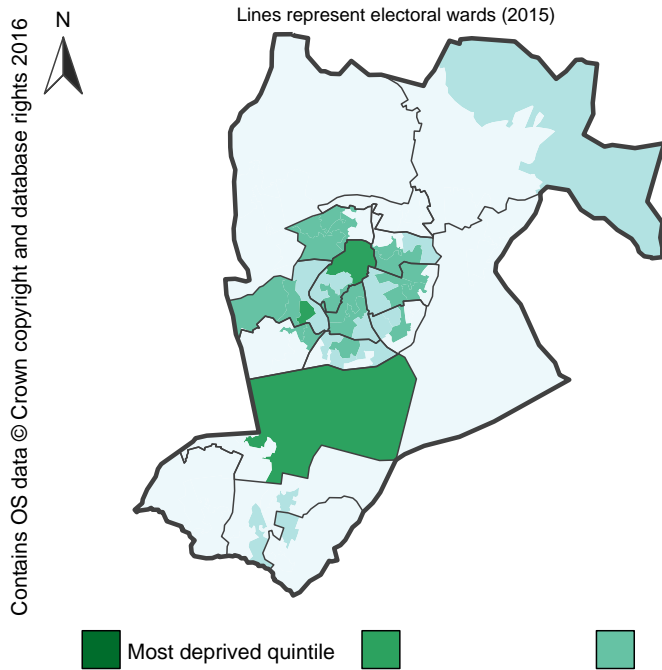 Lines represent electoral wards (2015)
N
Contains OS data © Crown copyright and database rights 2016
Most deprived quintile